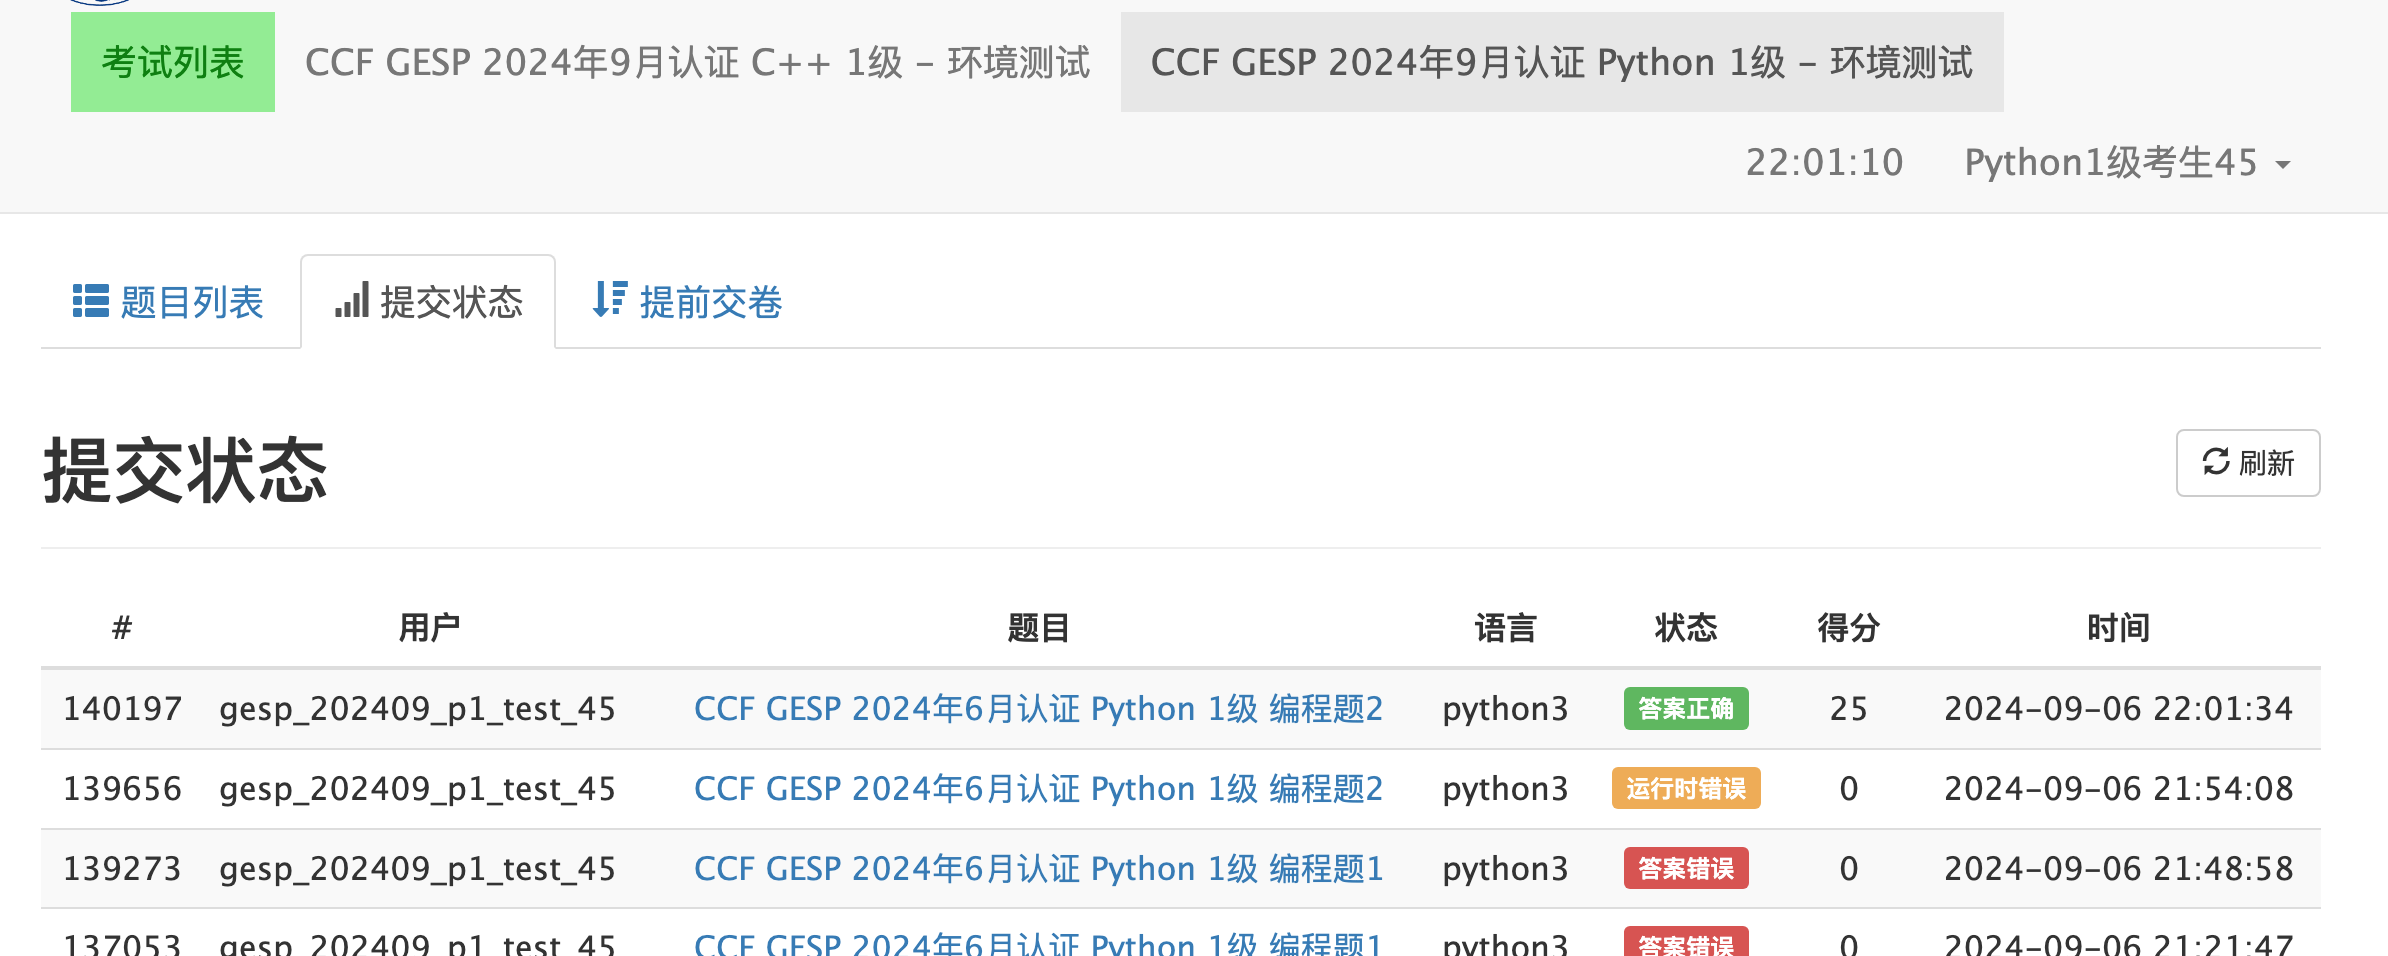 考试列表 CCF GESP 2024年9月认证 C++ 1级 - 环境测试 CCF GESP 2024年9月认证 Python 1级 - 环境测试
22:01:10 Python1级考生45
题目列表 提交状态 提前交卷
提交状态
刷新
# 用户 题目 语言 状态 得分 时间
140197 gesp_202409_p1_test_45 CCF GESP 2024年6月认证 Python 1级 编程题2 python3 答案正确 25 2024-09-06 22:01:34
139656 gesp_202409_p1_test_45 CCF GESP 2024年6月认证 Python 1级 编程题2 python3 运行时错误 0 2024-09-06 21:54:08
139273 gesp_202409_p1_test_45 CCF GESP 2024年6月认证 Python 1级 编程题1 python3 答案错误 0 2024-09-06 21:48:58
137053 gesp_202409_p1_test_45 CCF GESP 2024年6月认证 Python 1级 编程题1 python3 答案错误 0 2024-09-06 21:21:47